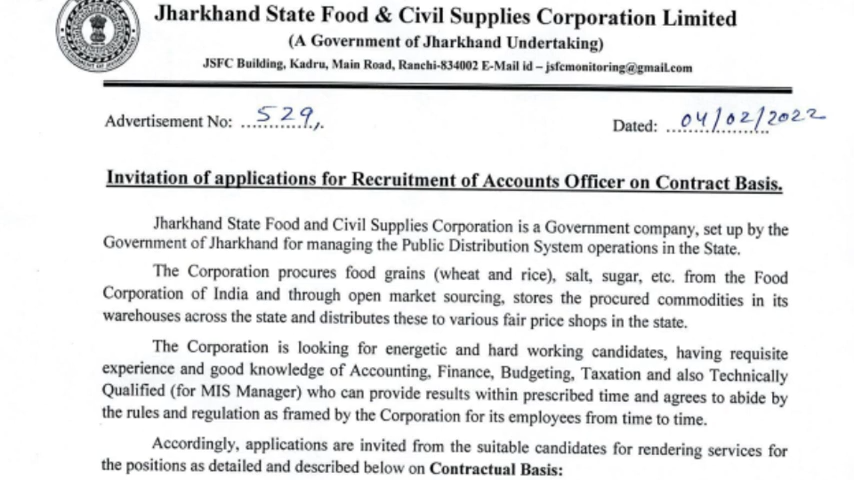 Jharkhand State Food & Civil Supplies Corporation Limited
(A Government of Jharkhand Undertaking)
JSFC Building, Kadru, Main Road, Ranchi-834002 E-Mail id – jsfcmonitoring@gmail.com
Advertisement No: 529,. Dated: 04/02/2022
Invitation of applications for Recruitment of Accounts Officer on Contract Basis.
Jharkhand State Food and Civil Supplies Corporation is a Government company, set up by the
Government of Jharkhand for managing the Public Distribution System operations in the State.
The Corporation procures food grains (wheat and rice), salt, sugar, etc. from the Food
Corporation of India and through open market sourcing, stores the procured commodities in its
warehouses across the state and distributes these to various fair price shops in the state.
The Corporation is looking for energetic and hard working candidates, having requisite
experience and good knowledge of Accounting, Finance, Budgeting, Taxation and also Technically
Qualified (for MIS Manager) who can provide results within prescribed time and agrees to abide by
the rules and regulation as framed by the Corporation for its employees from time to time.
Accordingly, applications are invited from the suitable candidates for rendering services for
the positions as detailed and described below on Contractual Basis: